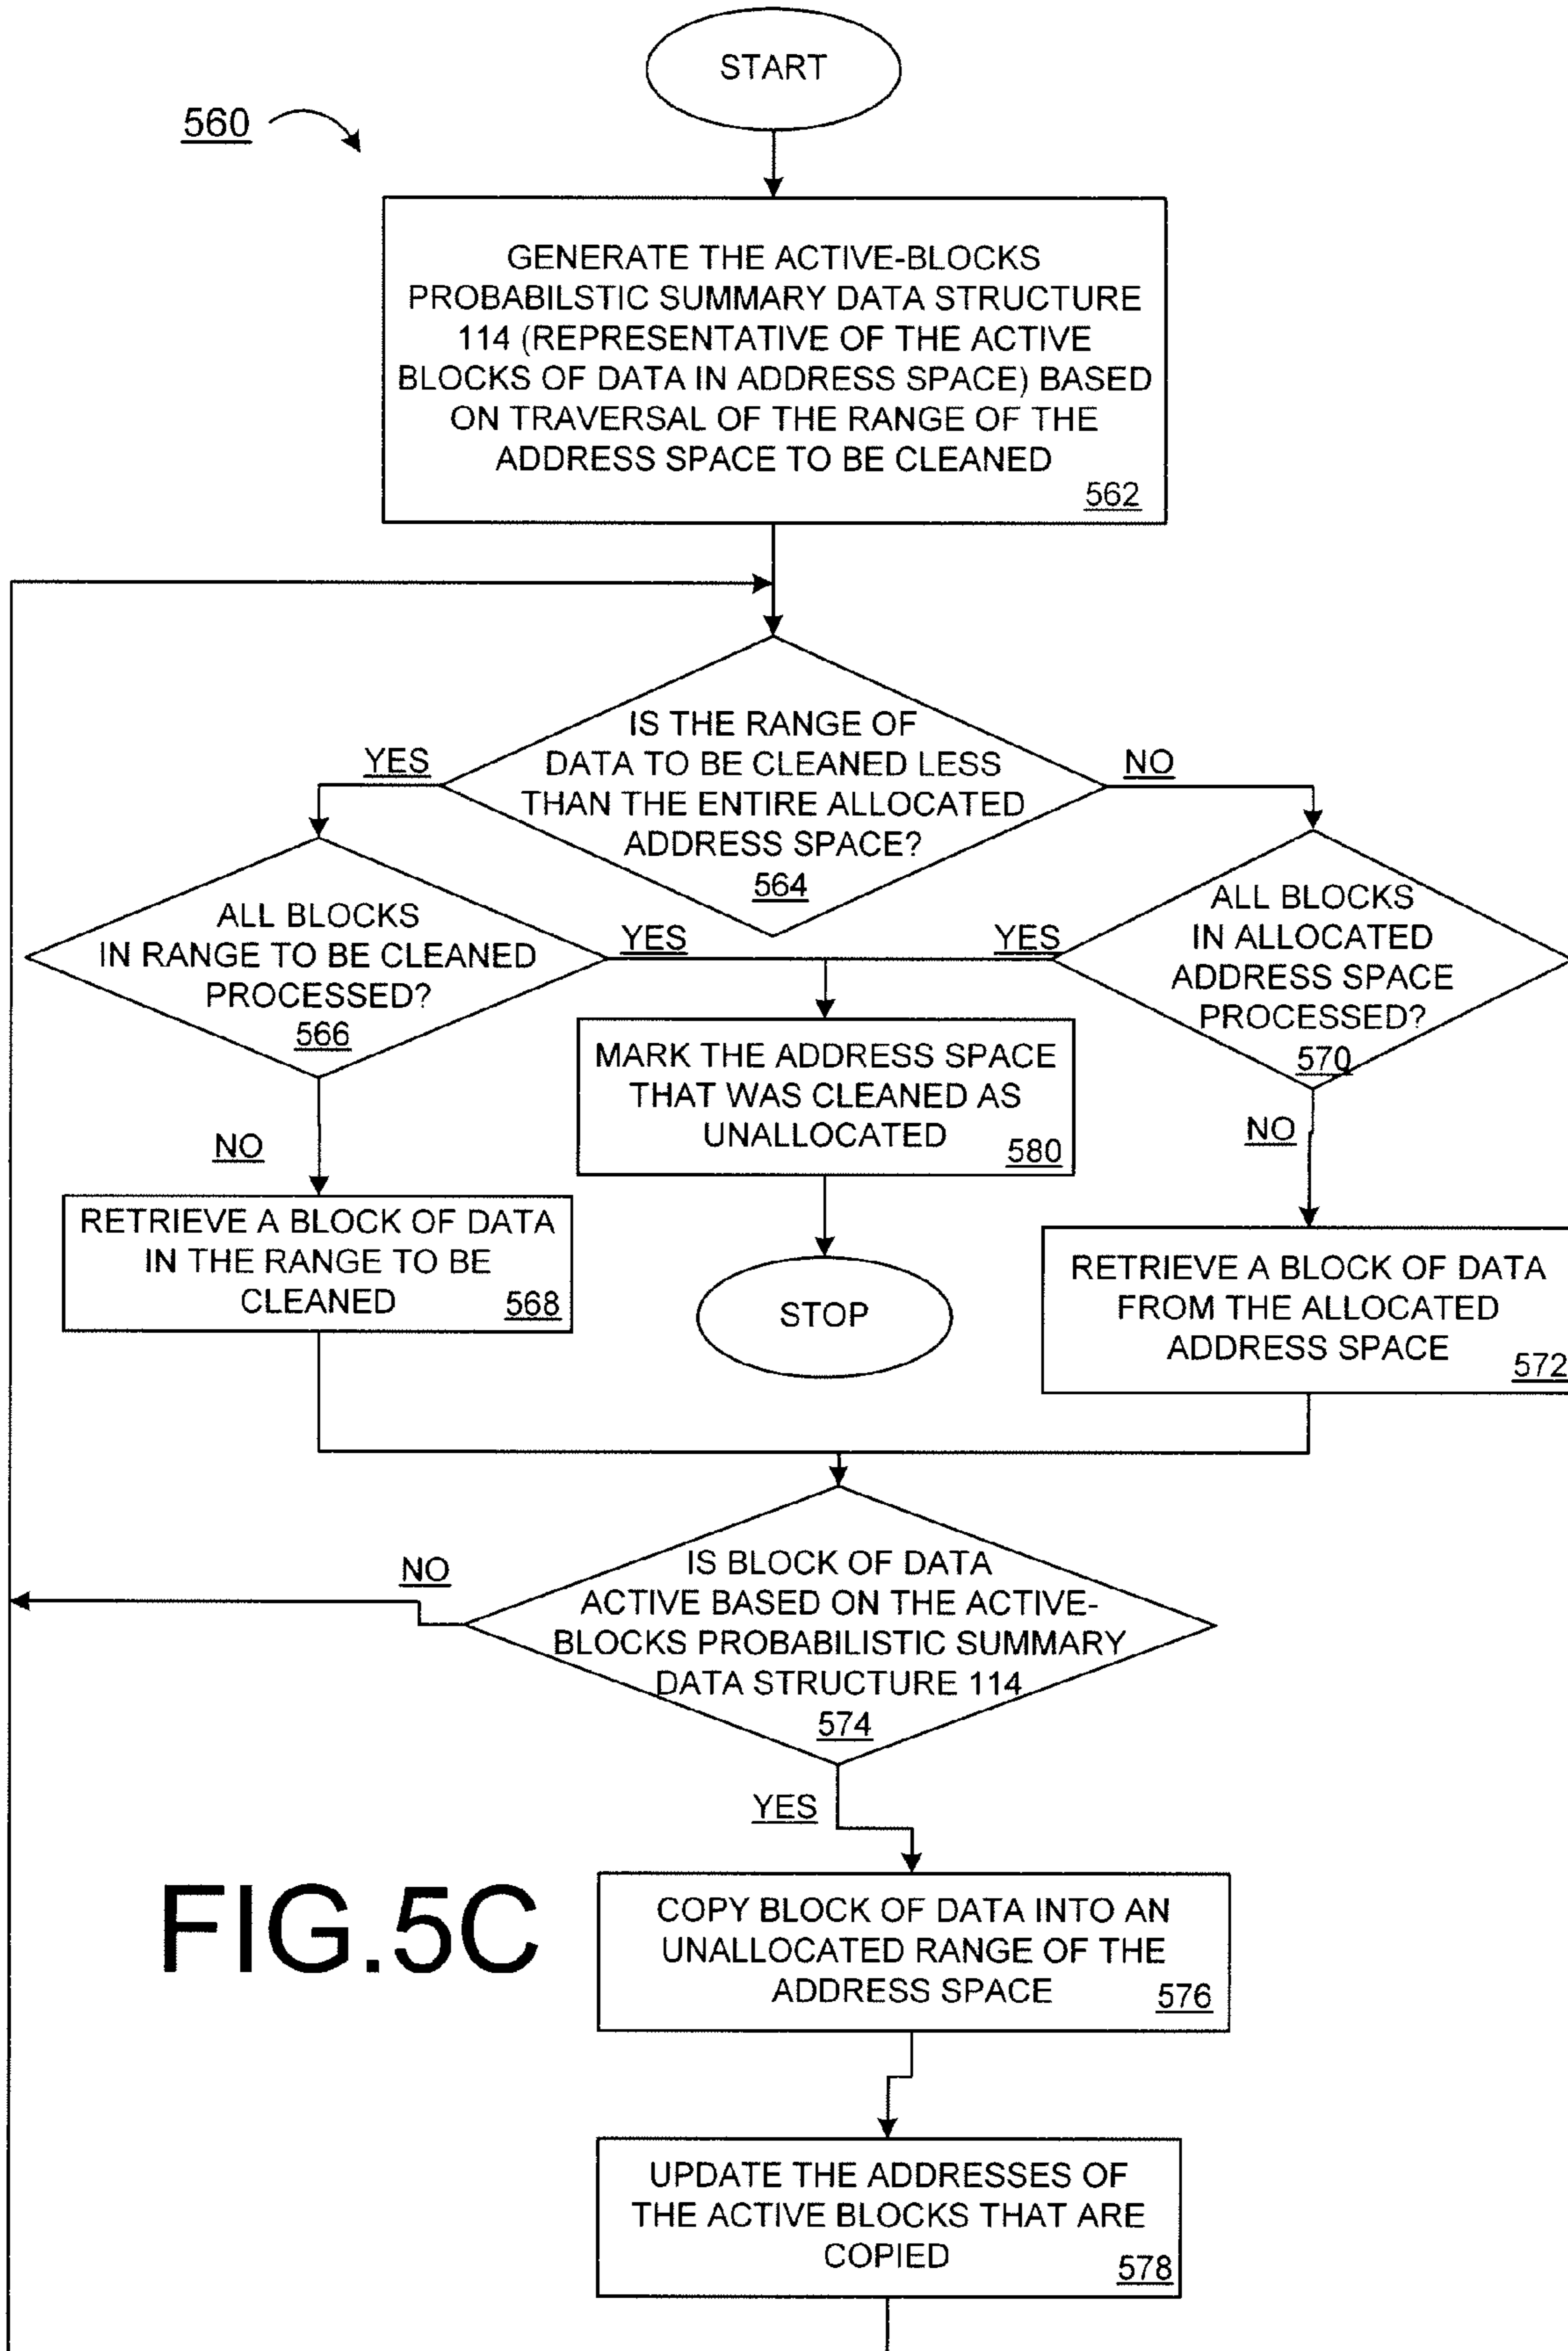 START
560
GENERATE THE ACTIVE-BLOCKS
PROBABILSTIC SUMMARY DATA STRUCTURE
114 (REPRESENTATIVE OF THE ACTIVE
BLOCKS OF DATA IN ADDRESS SPACE) BASED
ON TRAVERSAL OF THE RANGE OF THE
ADDRESS SPACE TO BE CLEANED
562
IS THE RANGE OF
DATA TO BE CLEANED LESS
THAN THE ENTIRE ALLOCATED
ADDRESS SPACE?
564
YES
NO
ALL BLOCKS
IN RANGE TO BE CLEANED
PROCESSED?
566
YES
YES
ALL BLOCKS
IN ALLOCATED
ADDRESS SPACE
PROCESSED?
570
MARK THE ADDRESS SPACE
THAT WAS CLEANED AS
UNALLOCATED
580
NO
NO
RETRIEVE A BLOCK OF DATA
IN THE RANGE TO BE
CLEANED
568
STOP
RETRIEVE A BLOCK OF DATA
FROM THE ALLOCATED
ADDRESS SPACE
572
NO
IS BLOCK OF DATA
ACTIVE BASED ON THE ACTIVE-
BLOCKS PROBABILISTIC SUMMARY
DATA STRUCTURE 114
574
YES
FIG.5C
COPY BLOCK OF DATA INTO AN
UNALLOCATED RANGE OF THE
ADDRESS SPACE
576
UPDATE THE ADDRESSES OF
THE ACTIVE BLOCKS THAT ARE
COPIED
578